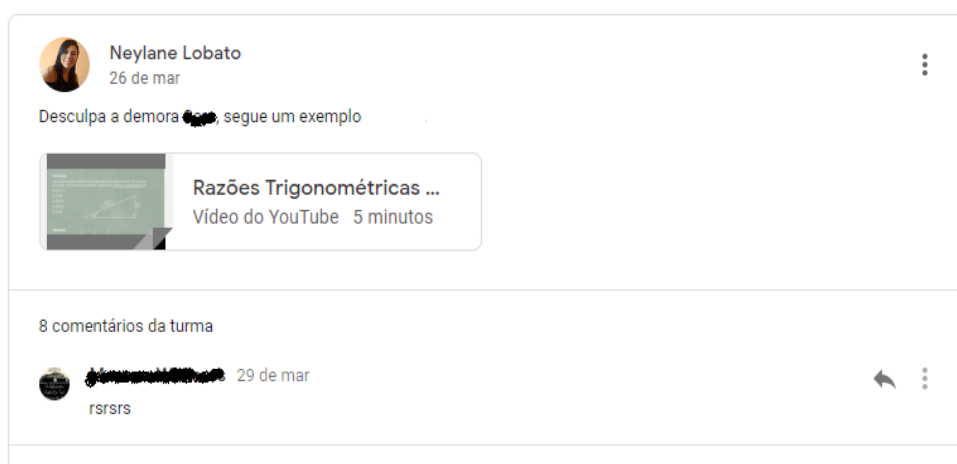 Neylane Lobato
26 de mar
Desculpa a demora , segue um exemplo
Razões Trigonométricas ...
Vídeo do YouTube 5 minutos
8 comentários da turma
29 de mar
rsrsrs